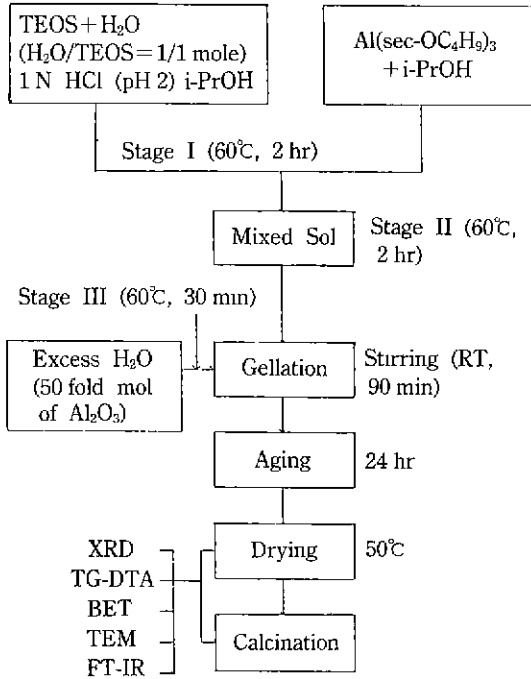 TEOS+H₂O
(H₂O/TEOS=1/1 mole)
1 N HCl (pH 2) i-PrOH
Al(sec-OC₄H₉)₃
+i-PrOH
Stage I (60℃, 2 hr)
Mixed Sol
Stage II (60℃,
2 hr)
Stage III (60℃, 30 min)
Excess H₂O
(50 fold mol
of Al₂O₃)
Gellation
Stirring (RT,
90 min)
Aging
24 hr
Drying
50℃
XRD
TG-DTA
BET
TEM
FT-IR
Calcination